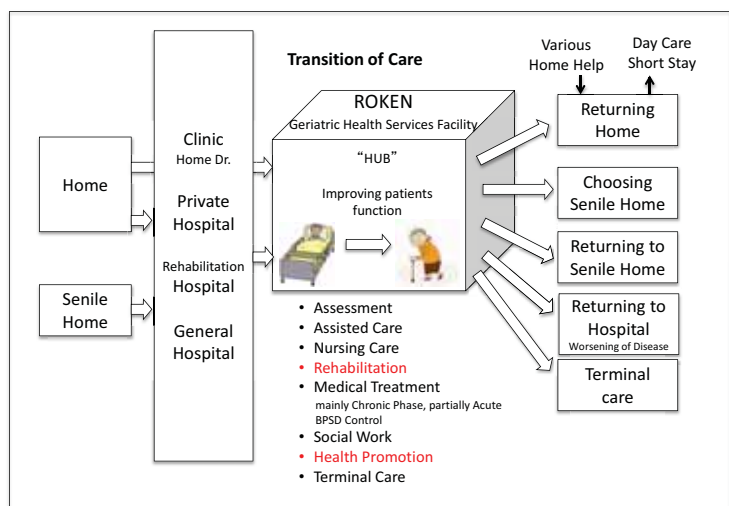 Transition of Care
Various
Home Help
Day Care
Short Stay
Home
Senile
Home
Clinic
Home Dr.
Private
Hospital
Rehabilitation
Hospital
General
Hospital
ROKEN
Geriatric Health Services Facility
“HUB”
Improving patients
function
• Assessment
• Assisted Care
• Nursing Care
• Rehabilitation
• Medical Treatment
mainly Chronic Phase, partially Acute
BPSD Control
• Social Work
• Health Promotion
• Terminal Care
Returning
Home
Choosing
Senile Home
Returning to
Senile Home
Returning to
Hospital
Worsening of Disease
Terminal
care